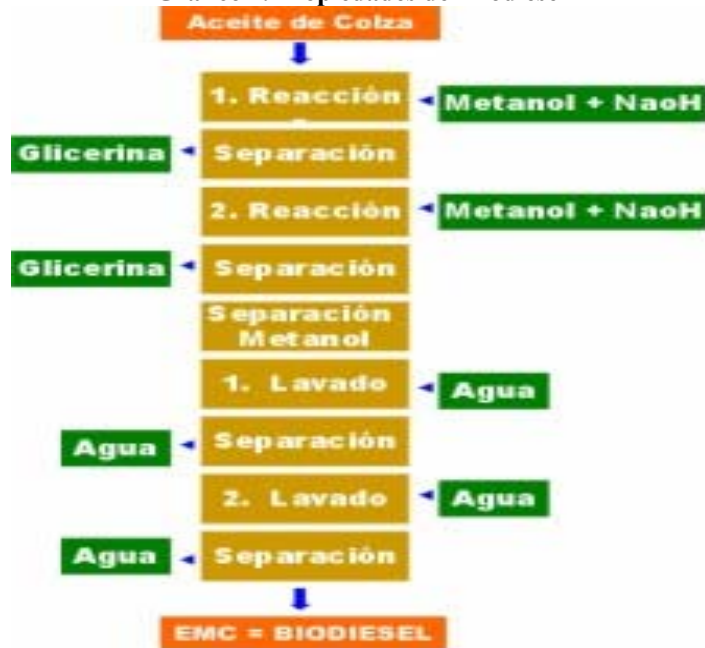 Aceite de Colza
1. Reacción
Metanol + NaoH
Glicerina
Separación
2. Reacción
Metanol + NaoH
Glicerina
Separación
Separación
Metanol
1. Lavado
Agua
Agua
Separación
2. Lavado
Agua
Agua
Separación
EMC = BIODIESEL